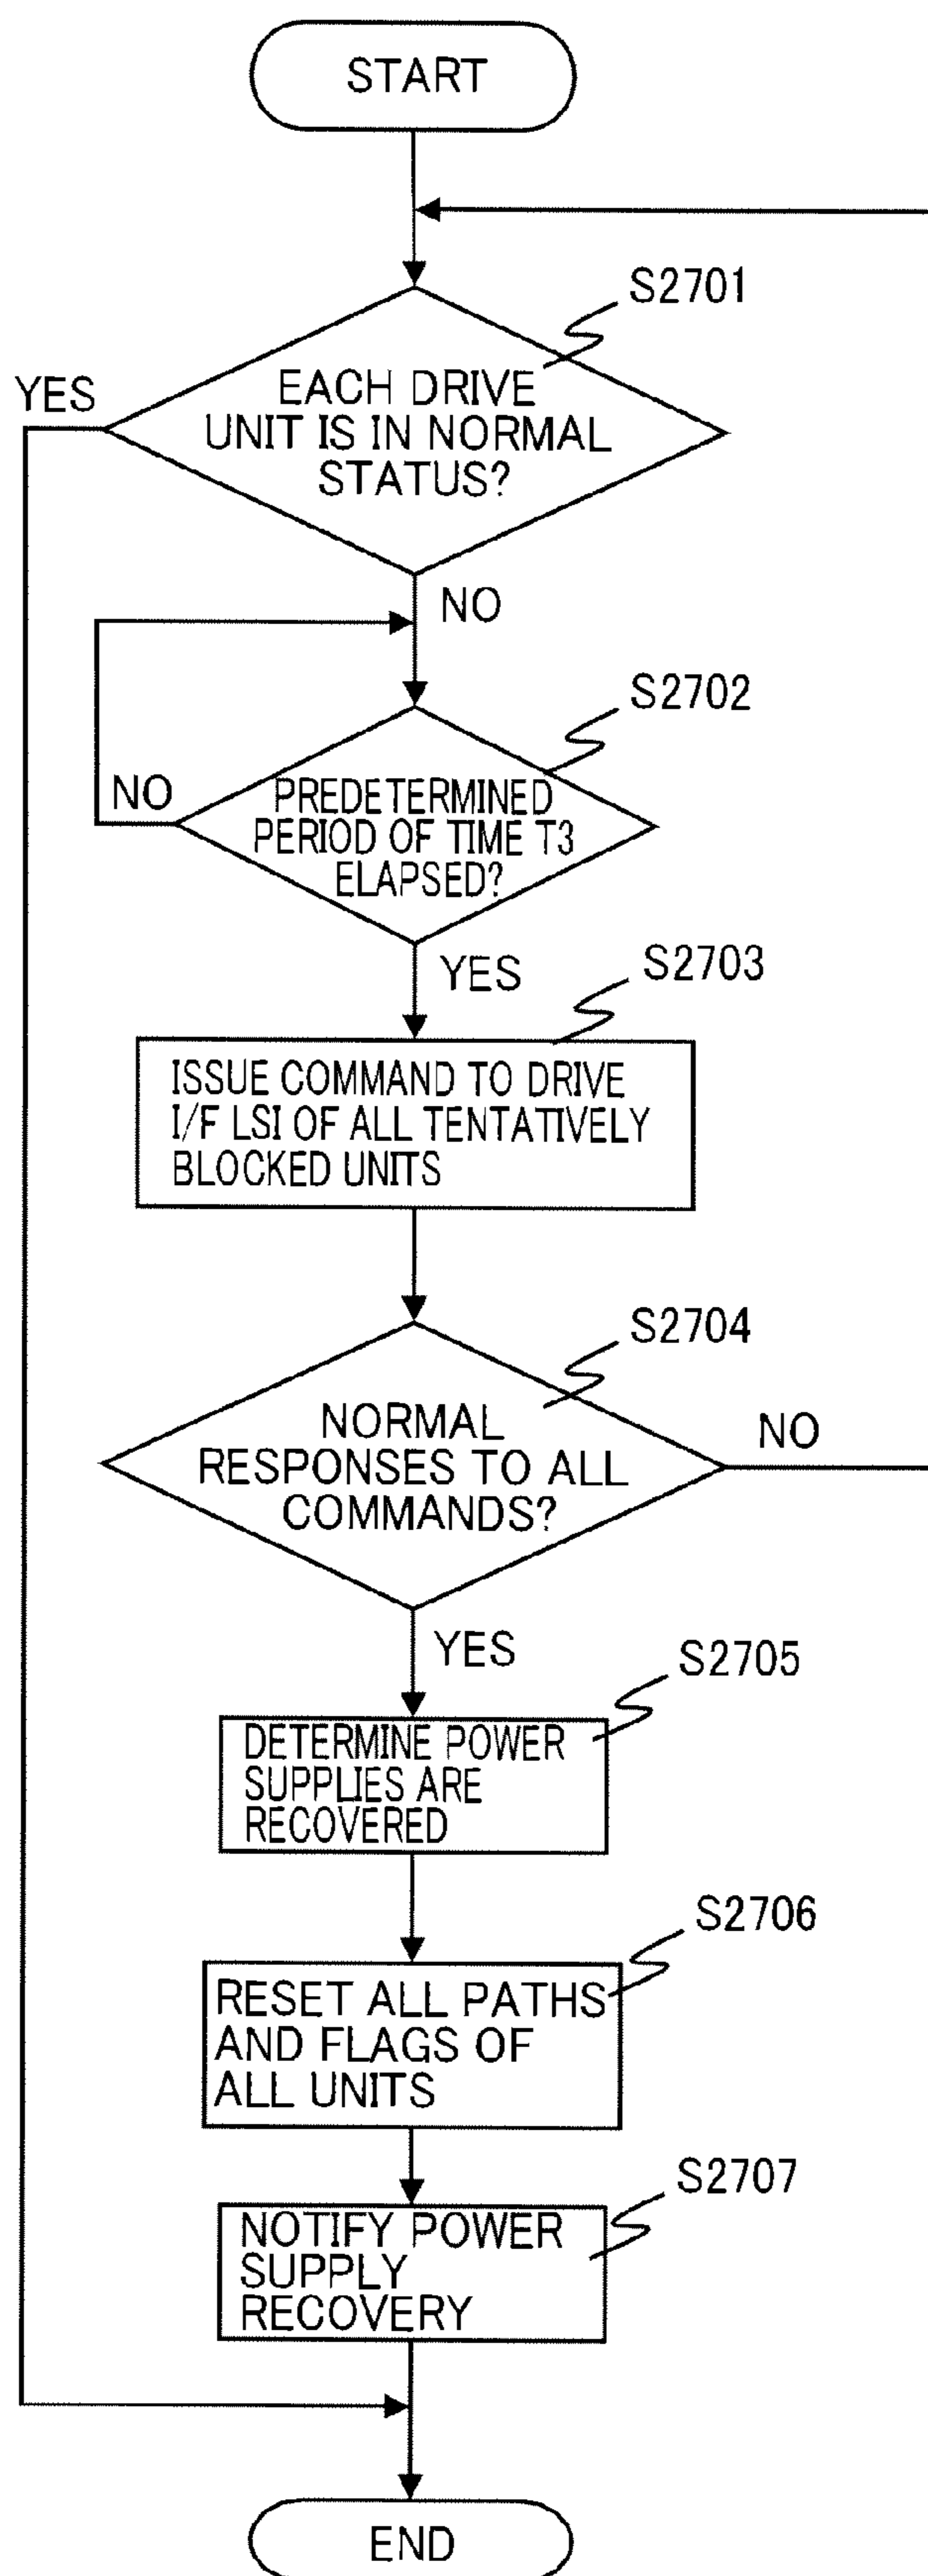 START
S2701
YES
EACH DRIVE
UNIT IS IN NORMAL
STATUS?
NO
S2702
NO
PREDETERMINED
PERIOD OF TIME T3
ELAPSED?
YES
S2703
ISSUE COMMAND TO DRIVE
I/F LSI OF ALL TENTATIVELY
BLOCKED UNITS
S2704
NORMAL
RESPONSES TO ALL
COMMANDS?
NO
YES
S2705
DETERMINE POWER
SUPPLIES ARE
RECOVERED
S2706
RESET ALL PATHS
AND FLAGS OF
ALL UNITS
S2707
NOTIFY POWER
SUPPLY
RECOVERY
END